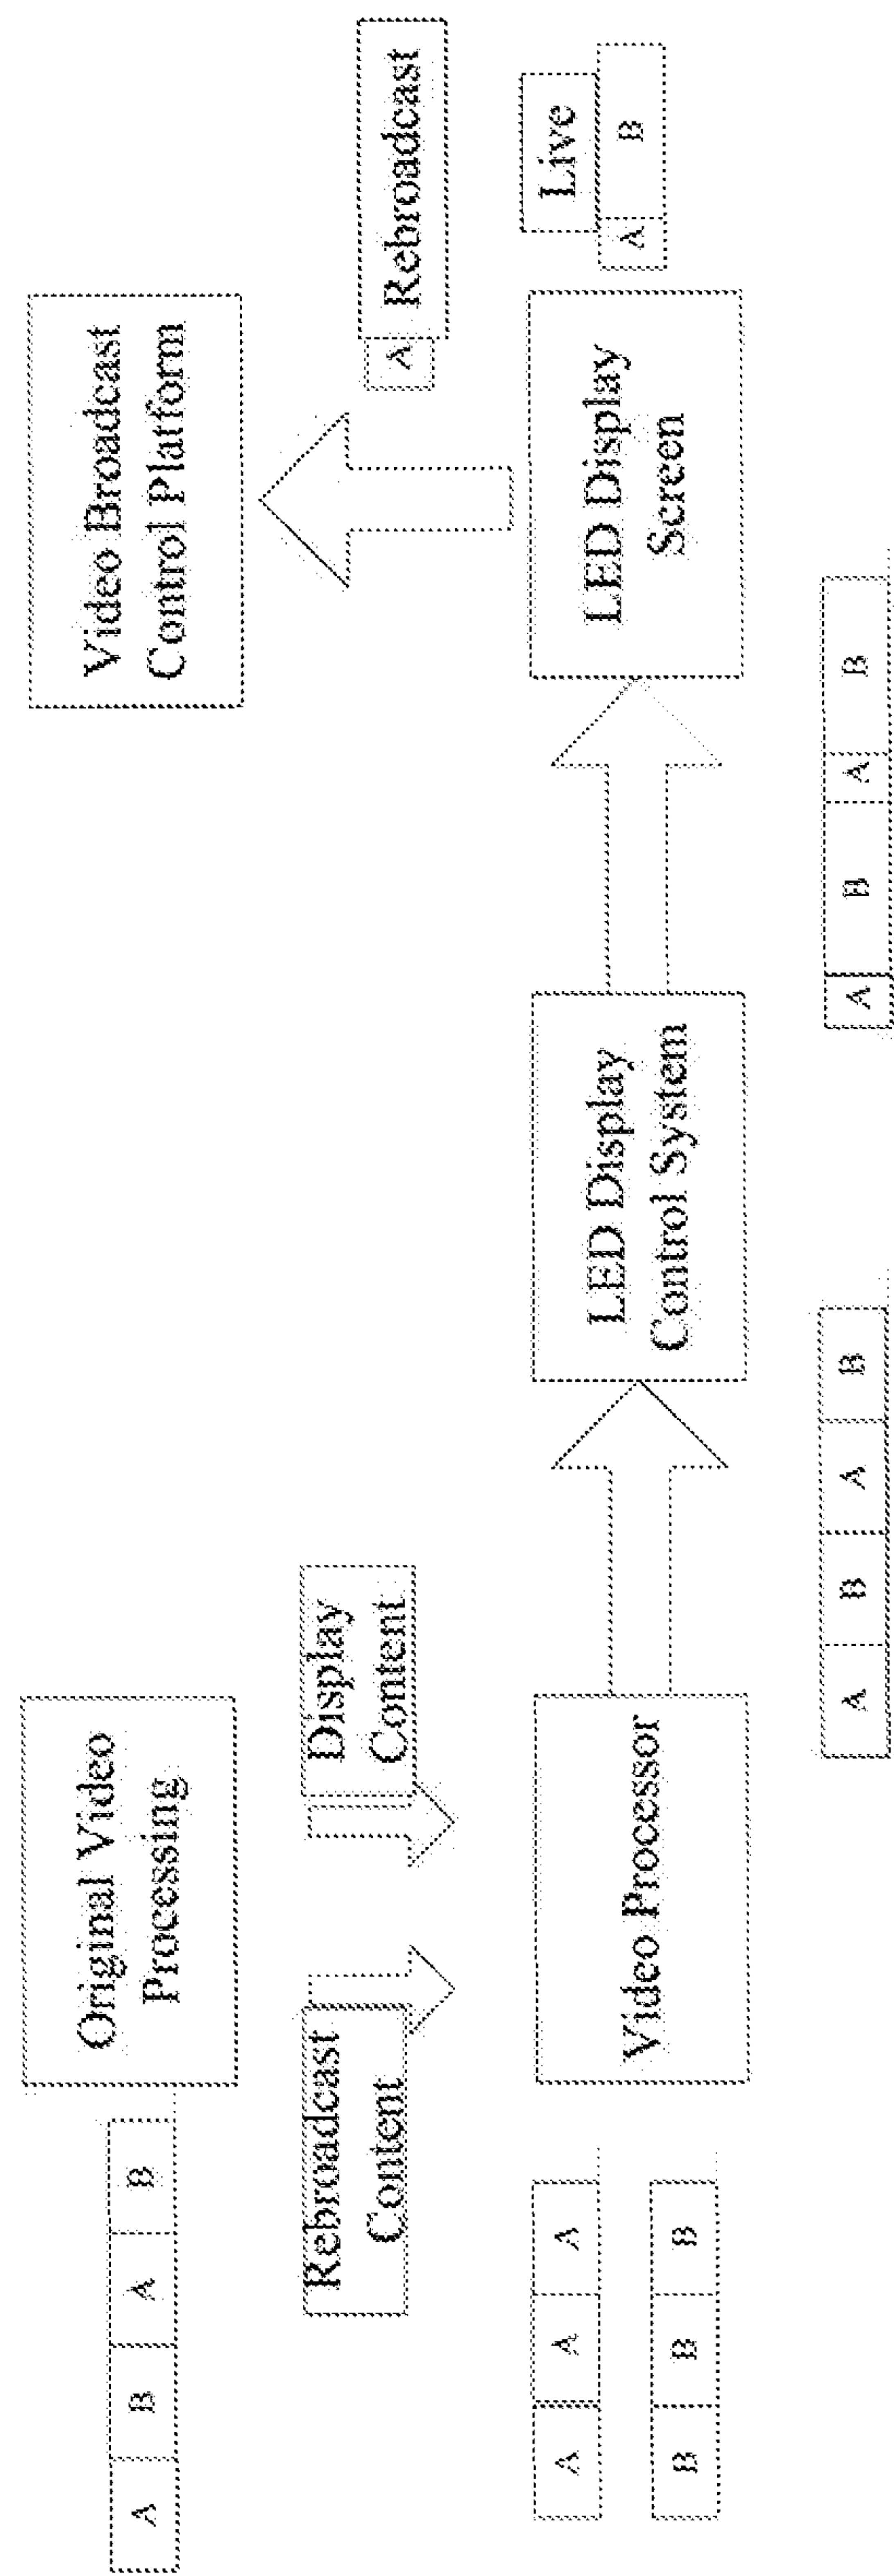 A B A B
Original Video
Processing
Video Broadcast
Control Platform
Rebroadcast
Content
Display
Content
A Rebroadcast
A A A
B B B
Video Processor
LED Display
Control System
LED Display
Screen
Live
A B
A B A B
A B A B